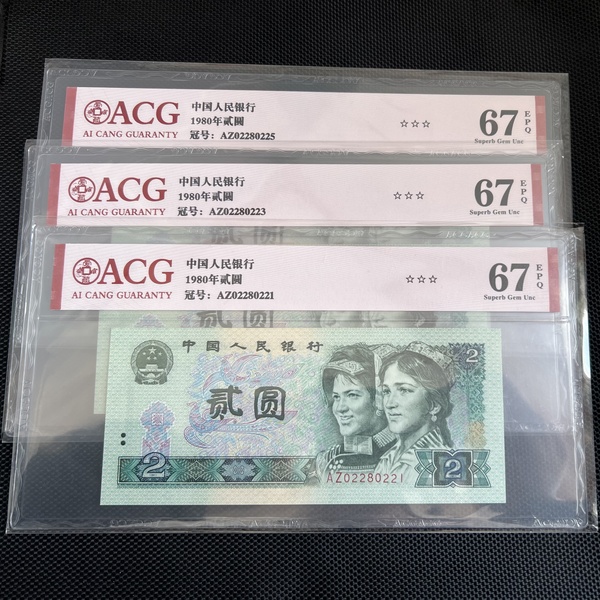 ACG
AI CANG GUARANTY
中国人民银行
1980年贰圆
冠号：AZ02280225
☆☆☆
67 EPQ
Superb Gem Unc
ACG
AI CANG GUARANTY
中国人民银行
1980年贰圆
冠号：AZ02280223
☆☆☆
67 EPQ
Superb Gem Unc
ACG
AI CANG GUARANTY
中国人民银行
1980年贰圆
冠号：AZ02280221
☆☆☆
67 EPQ
Superb Gem Unc
中国人民银行
2
贰圆
2
AZ02280221
2